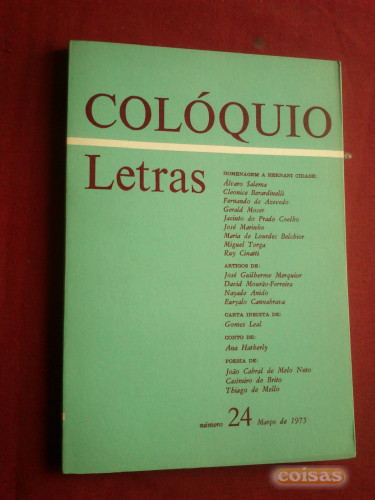 COLÓQUIO
Letras
HOMENAGEM A HERNANI CIDADE:
Álvaro Salema
Cleonice Berardinelli
Fernando de Azevedo
Gerald Moser
Jacinto do Prado Coelho
José Marinho
Maria de Lourdes Belchior
Miguel Torga
Ruy Cinatti
ARTIGOS DE:
José Guilherme Merquior
David Mourão-Ferreira
Nayade Anido
Euryalo Cannabrava
CARTA INEDITA DE:
Gomes Leal
CONTO DE:
Ana Hatherly
POESIA DE:
João Cabral de Melo Neto
Casimiro de Brito
Thiago de Mello
número 24 Março de 1975
coisas